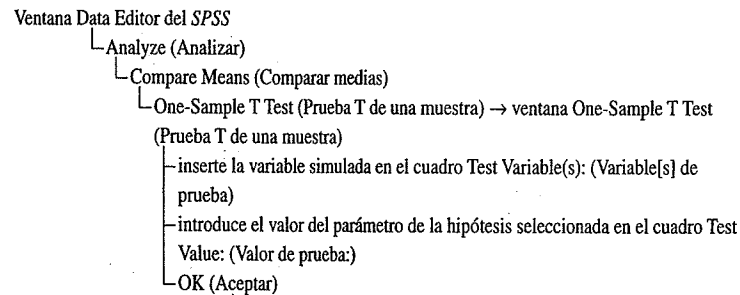 Ventana Data Editor del SPSS
Analyze (Analizar)
Compare Means (Comparar medias)
One-Sample T Test (Prueba T de una muestra) → ventana One-Sample T Test
(Prueba T de una muestra)
inserte la variable simulada en el cuadro Test Variable(s): (Variable[s] de
prueba)
introduce el valor del parámetro de la hipótesis seleccionada en el cuadro Test
Value: (Valor de prueba:)
OK (Aceptar)